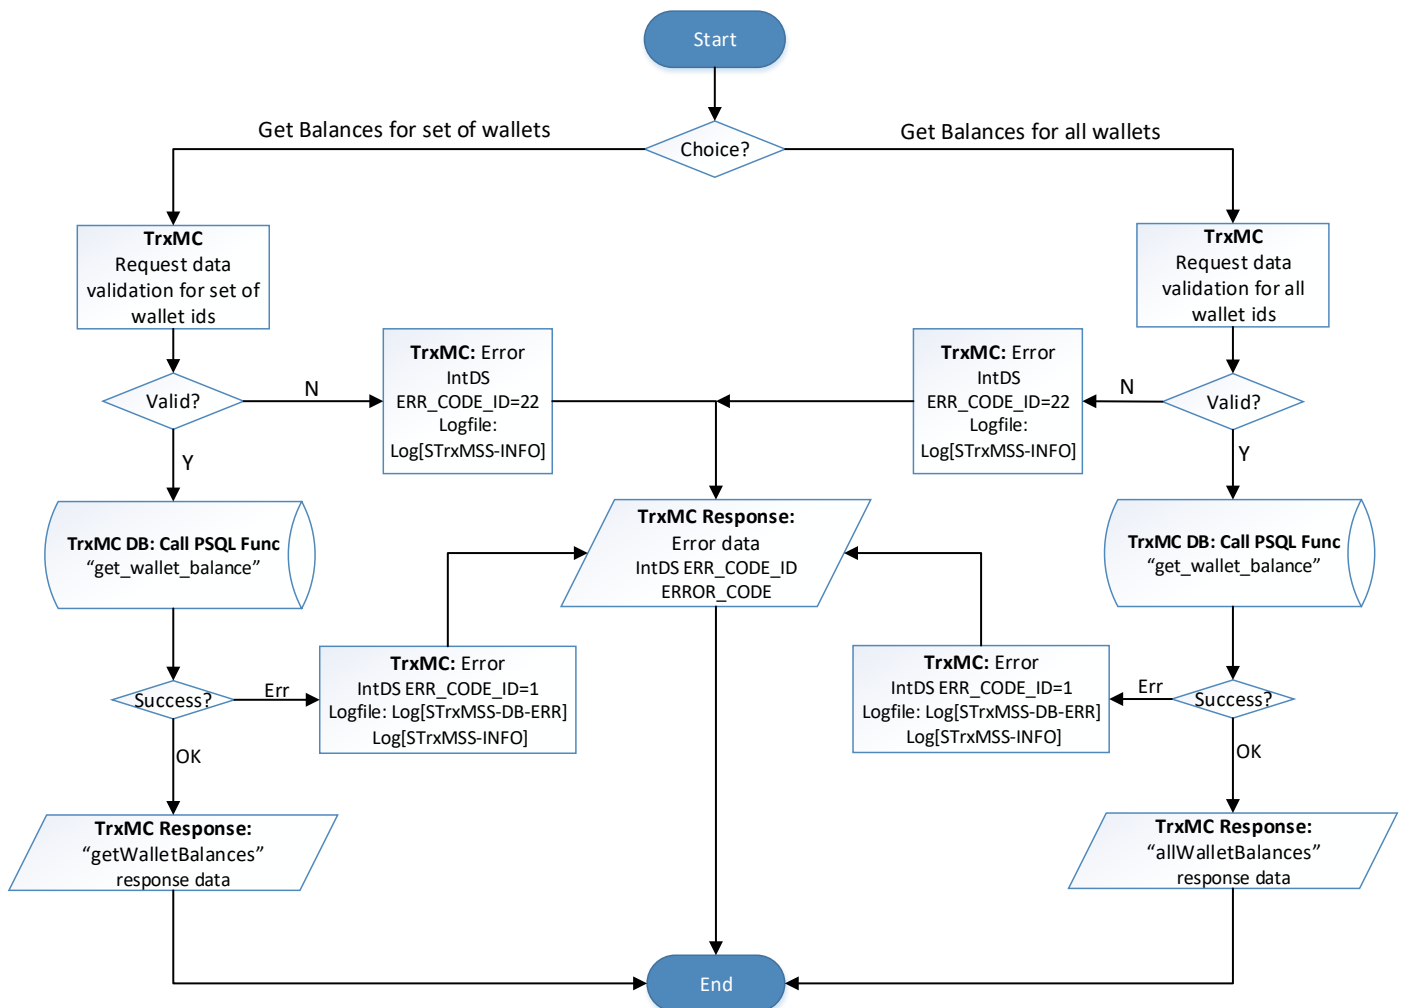 Start
Get Balances for set of wallets
Choice?
Get Balances for all wallets
TrxMC
Request data
validation for set of
wallet ids
TrxMC
Request data
validation for all
wallet ids
Valid?
N
TrxMC: Error
IntDS
ERR_CODE_ID=22
Logfile:
Log[STrxMSS-INFO]
TrxMC: Error
IntDS
ERR_CODE_ID=22
Logfile:
Log[STrxMSS-INFO]
N
Valid?
Y
Y
TrxMC DB: Call PSQL Func
“get_wallet_balance”
TrxMC Response:
Error data
IntDS ERR_CODE_ID
ERROR_CODE
TrxMC DB: Call PSQL Func
“get_wallet_balance”
Success?
Err
TrxMC: Error
IntDS ERR_CODE_ID=1
Logfile: Log[STrxMSS-DB-ERR]
Log[STrxMSS-INFO]
TrxMC: Error
IntDS ERR_CODE_ID=1
Logfile: Log[STrxMSS-DB-ERR]
Log[STrxMSS-INFO]
Err
Success?
OK
OK
TrxMC Response:
“getWalletBalances”
response data
TrxMC Response:
“allWalletBalances”
response data
End